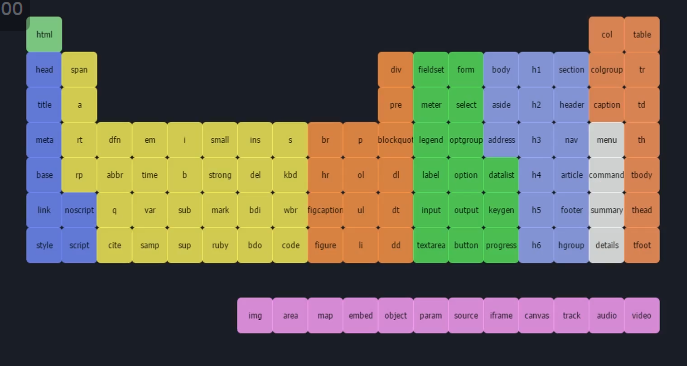 00
html col table
head span div fieldset form body h1 section colgroup tr
title a pre meter select aside h2 header caption td
meta rt dfn em i small ins s br p blockquot legend optgroup address h3 nav menu th
base rp abbr time b strong del kbd hr ol dl label option datalist h4 article command tbody
link noscript q var sub mark bdi wbr figcaption ul dt input output keygen h5 footer summary thead
style script cite samp sup ruby bdo code figure li dd textarea button progress h6 hgroup details tfoot
img area map embed object param source iframe canvas track audio video